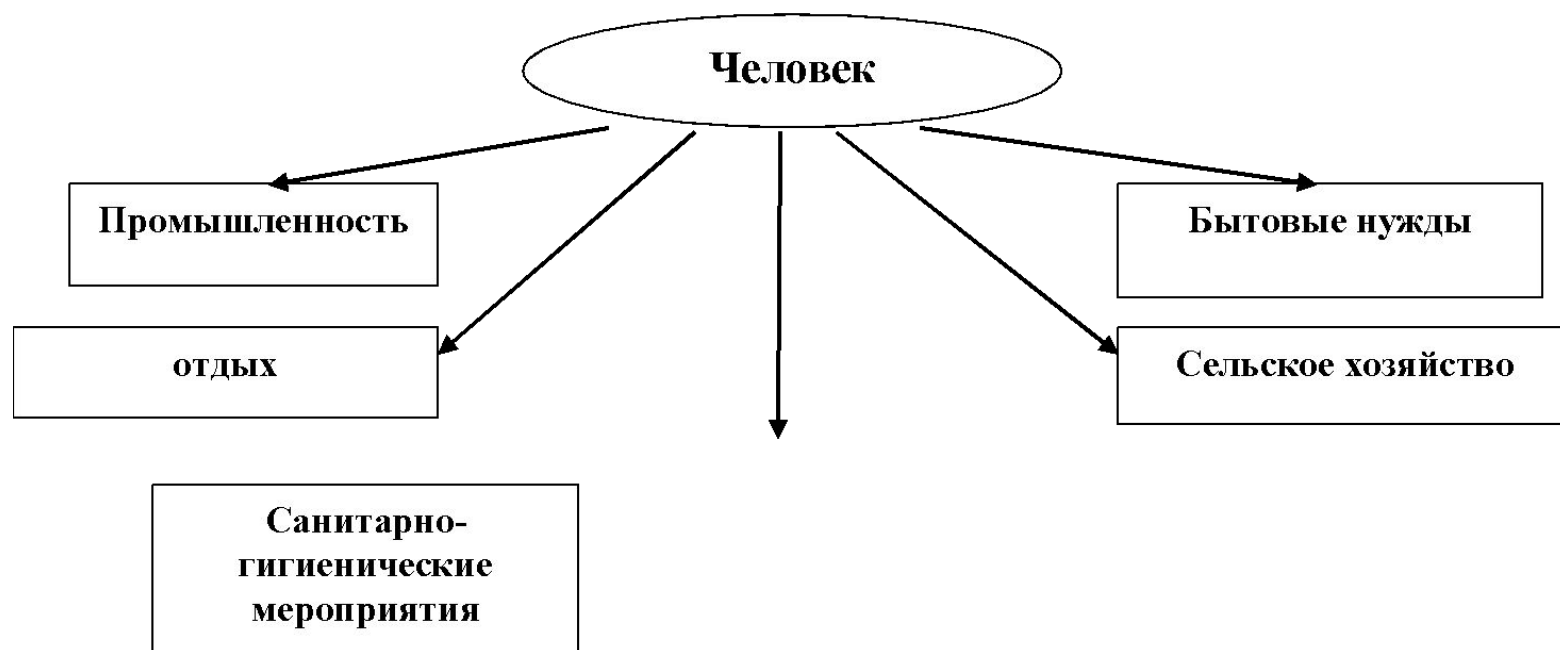 Человек
Промышленность
Бытовые нужды
отдых
Сельское хозяйство
Санитарно-
гигиенические
мероприятия